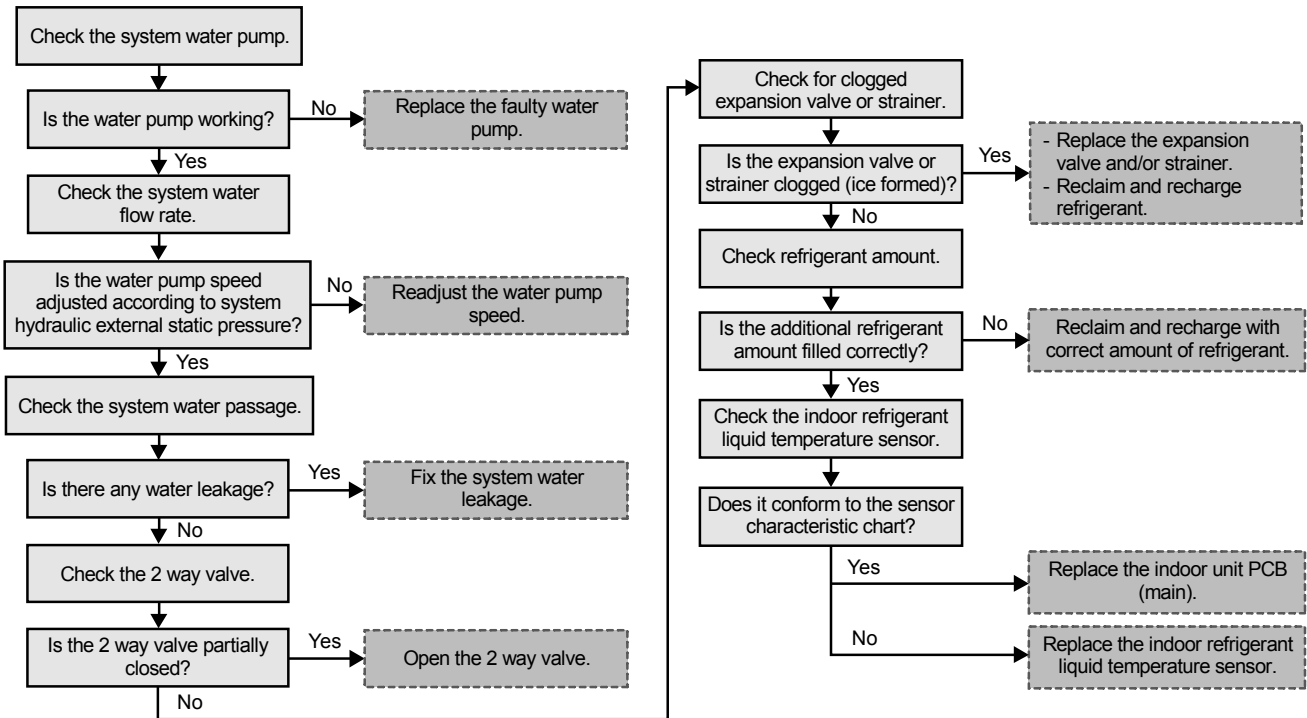 Check the system water pump.
Is the water pump working?
No
Replace the faulty water
pump.
Yes
Check the system water
flow rate.
Is the water pump speed
adjusted according to system
hydraulic external static pressure?
No
Readjust the water pump
speed.
Yes
Check the system water passage.
Is there any water leakage?
Yes
Fix the system water
leakage.
No
Check the 2 way valve.
Is the 2 way valve partially
closed?
Yes
Open the 2 way valve.
No
Check for clogged
expansion valve or strainer.
Is the expansion valve or
strainer clogged (ice formed)?
Yes
- Replace the expansion
valve and/or strainer.
- Reclaim and recharge
refrigerant.
No
Check refrigerant amount.
Is the additional refrigerant
amount filled correctly?
No
Reclaim and recharge with
correct amount of refrigerant.
Yes
Check the indoor refrigerant
liquid temperature sensor.
Does it conform to the sensor
characteristic chart?
Yes
Replace the indoor unit PCB
(main).
No
Replace the indoor refrigerant
liquid temperature sensor.